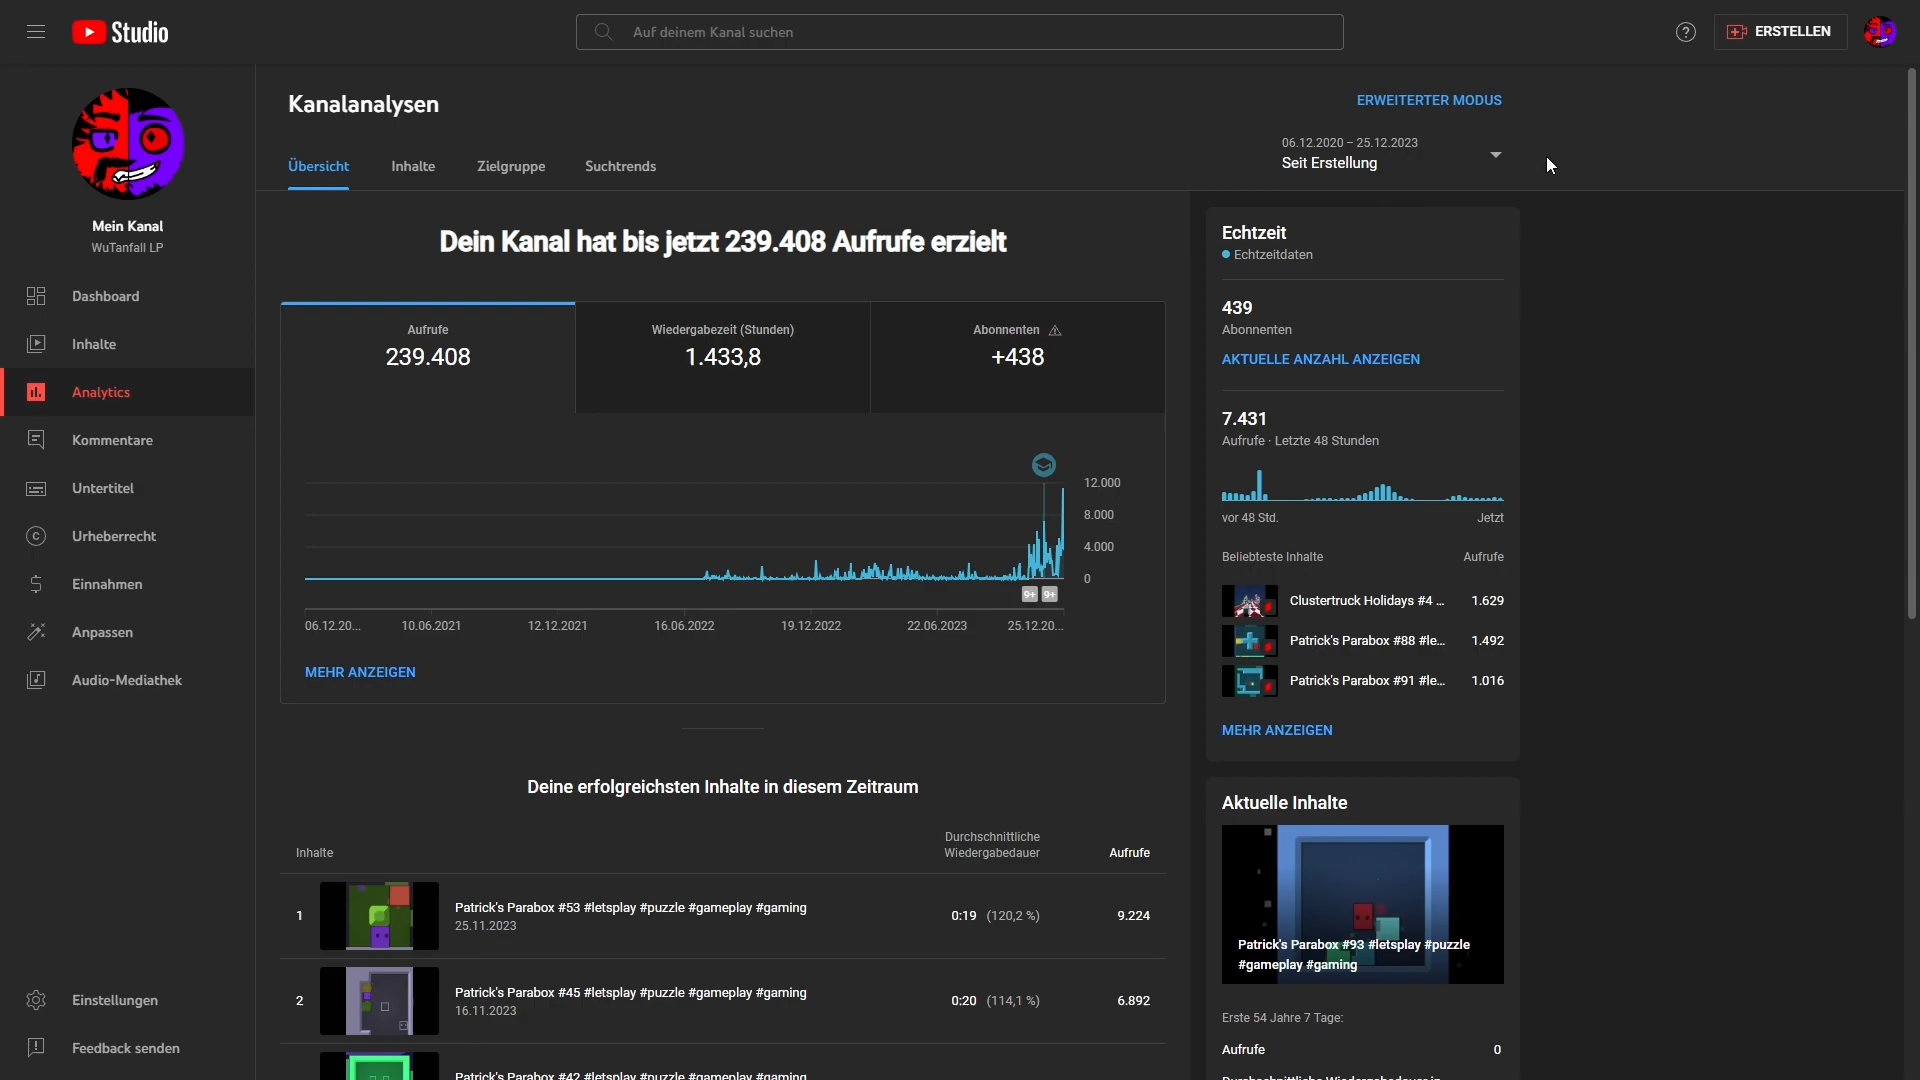 Studio
Auf deinem Kanal suchen
ERSTELLEN
Mein Kanal
WuTanfall LP
Dashboard
Inhalte
Analytics
Kommentare
Untertitel
Urheberrecht
Einnahmen
Anpassen
Audio-Mediathek
Einstellungen
Feedback senden
Kanalanalysen
ERWEITERTER MODUS
Übersicht
Inhalte
Zielgruppe
Suchtrends
06.12.2020 – 25.12.2023
Seit Erstellung
Dein Kanal hat bis jetzt 239.408 Aufrufe erzielt
Aufrufe
239.408
Wiedergabezeit (Stunden)
1.433,8
Abonnenten
+438
12.000
8.000
4.000
0
9+ 9+
06.12.20...
10.06.2021
12.12.2021
16.06.2022
19.12.2022
22.06.2023
25.12.20...
MEHR ANZEIGEN
Deine erfolgreichsten Inhalte in diesem Zeitraum
Inhalte
Durchschnittliche
Wiedergabedauer
Aufrufe
1
Patrick's Parabox #53 #letsplay #puzzle #gameplay #gaming
25.11.2023
0:19 (120,2 %)
9.224
2
Patrick's Parabox #45 #letsplay #puzzle #gameplay #gaming
16.11.2023
0:20 (114,1 %)
6.892
Patrick's Parabox #42 #letsplay #puzzle #gameplay #gaming
Echtzeit
Echtzeitdaten
439
Abonnenten
AKTUELLE ANZAHL ANZEIGEN
7.431
Aufrufe · Letzte 48 Stunden
vor 48 Std.
Jetzt
Beliebteste Inhalte
Aufrufe
Clustertruck Holidays #4 ...
1.629
Patrick's Parabox #88 #le...
1.492
Patrick's Parabox #91 #le...
1.016
MEHR ANZEIGEN
Aktuelle Inhalte
Patrick's Parabox #93 #letsplay #puzzle
#gameplay #gaming
Erste 54 Jahre 7 Tage:
Aufrufe
0